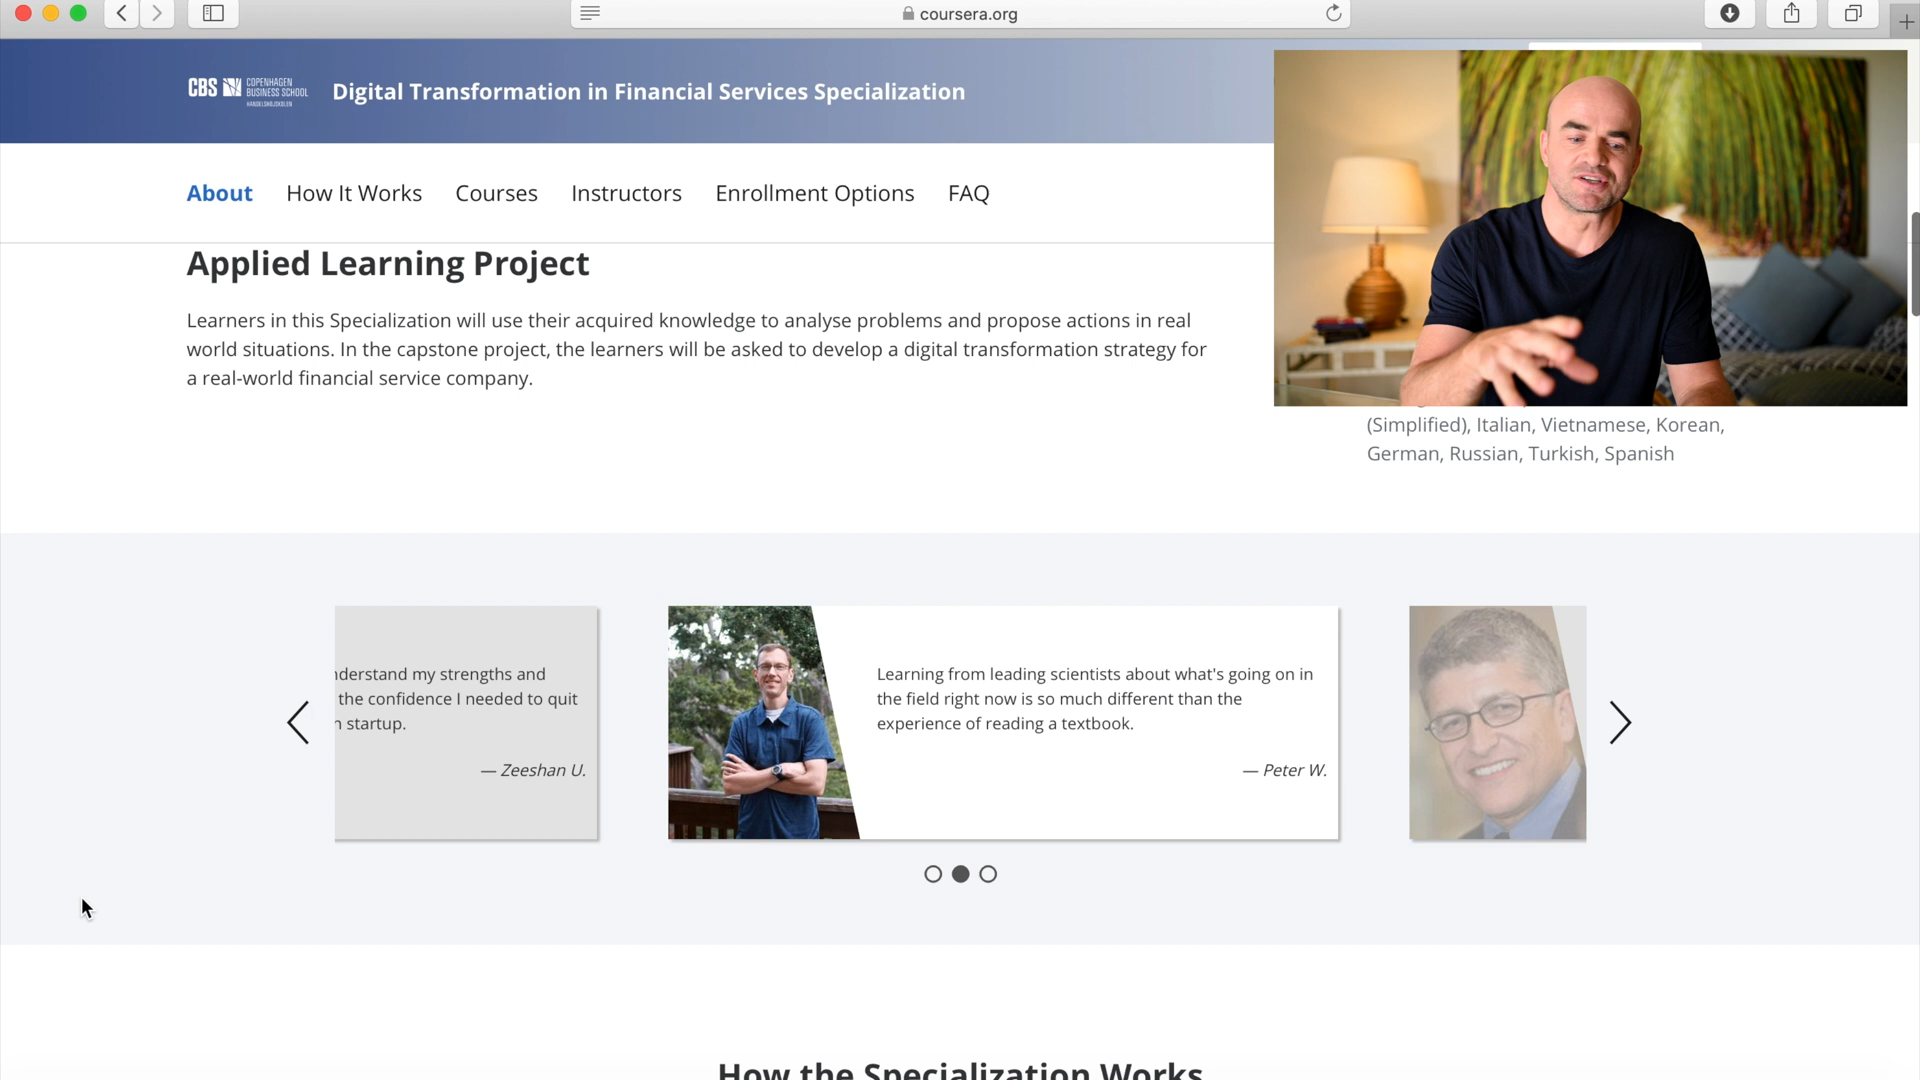 coursera.org
CBS COPENHAGEN
BUSINESS SCHOOL
HANDELSHØJSKOLEN
Digital Transformation in Financial Services Specialization
About How It Works Courses Instructors Enrollment Options FAQ
Applied Learning Project
Learners in this Specialization will use their acquired knowledge to analyse problems and propose actions in real
world situations. In the capstone project, the learners will be asked to develop a digital transformation strategy for
a real-world financial service company.
(Simplified), Italian, Vietnamese, Korean,
German, Russian, Turkish, Spanish
nderstand my strengths and
the confidence I needed to quit
n startup.
— Zeeshan U.
Learning from leading scientists about what's going on in
the field right now is so much different than the
experience of reading a textbook.
— Peter W.
How the Specialization Works